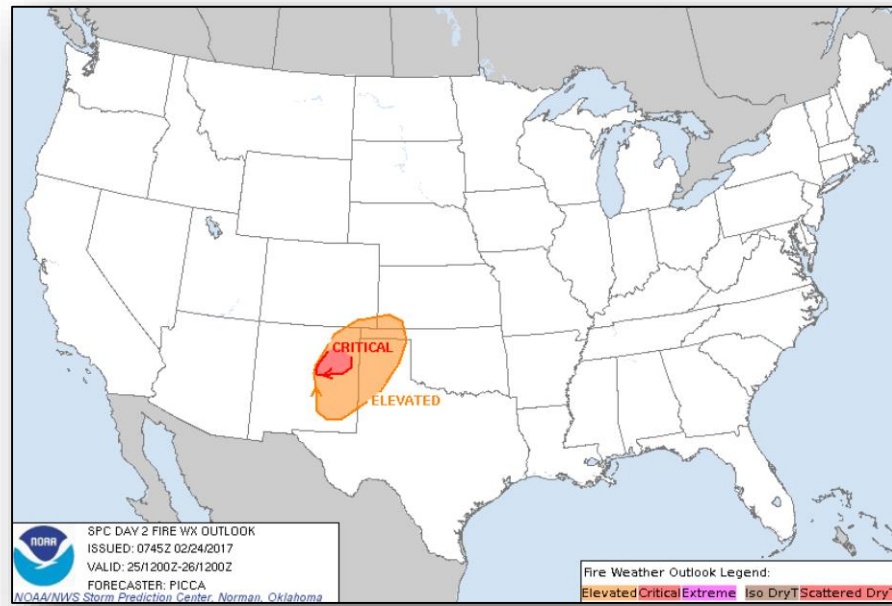 CRITICAL
ELEVATED
NOAA
SPC DAY 2 FIRE WX OUTLOOK
ISSUED: 0745Z 02/24/2017
VALID: 25/1200Z-26/1200Z
FORECASTER: PICCA
NOAA/NWS Storm Prediction Center, Norman, Oklahoma
Fire Weather Outlook Legend:
Elevated Critical Extreme Iso DryT Scattered Dry